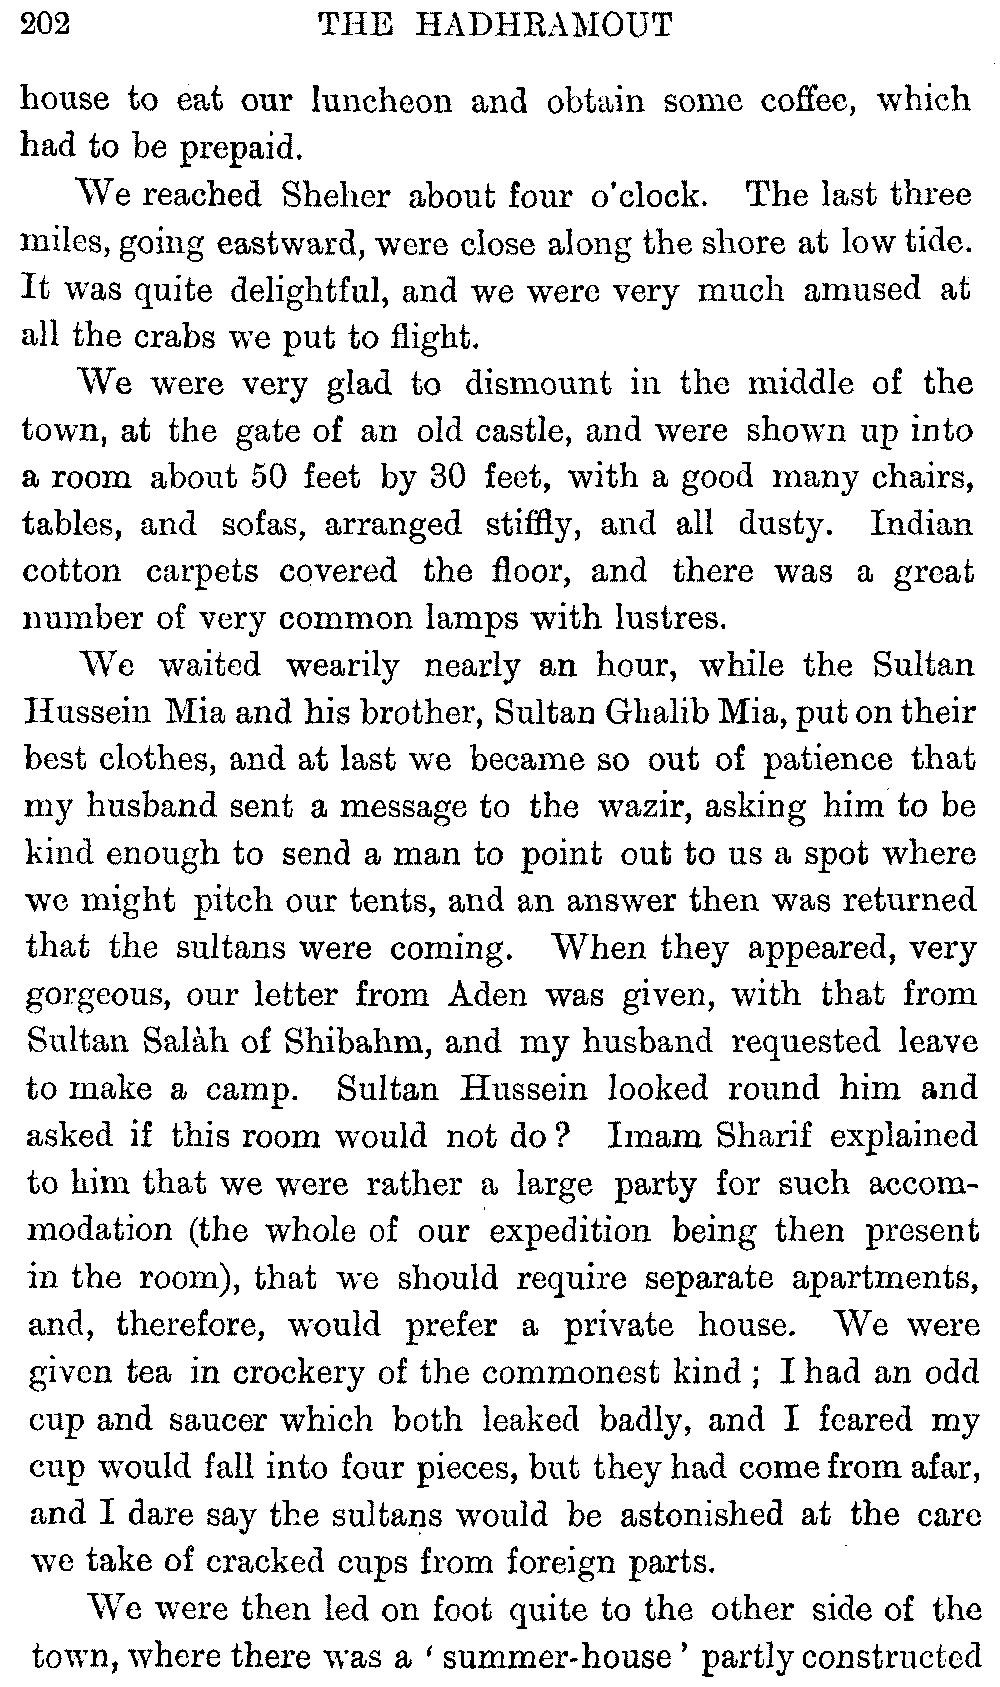 202 THE HADHRAMOUT
house to eat our luncheon and obtain some coffee, which
had to be prepaid.
We reached Sheher about four o'clock. The last three
miles, going eastward, were close along the shore at low tide.
It was quite delightful, and we were very much amused at
all the crabs we put to flight.
We were very glad to dismount in the middle of the
town, at the gate of an old castle, and were shown up into
a room about 50 feet by 30 feet, with a good many chairs,
tables, and sofas, arranged stiffly, and all dusty. Indian
cotton carpets covered the floor, and there was a great
number of very common lamps with lustres.
We waited wearily nearly an hour, while the Sultan
Hussein Mia and his brother, Sultan Ghalib Mia, put on their
best clothes, and at last we became so out of patience that
my husband sent a message to the wazir, asking him to be
kind enough to send a man to point out to us a spot where
we might pitch our tents, and an answer then was returned
that the sultans were coming. When they appeared, very
gorgeous, our letter from Aden was given, with that from
Sultan Salàh of Shibahm, and my husband requested leave
to make a camp. Sultan Hussein looked round him and
asked if this room would not do? Imam Sharif explained
to him that we were rather a large party for such accom-
modation (the whole of our expedition being then present
in the room), that we should require separate apartments,
and, therefore, would prefer a private house. We were
given tea in crockery of the commonest kind; I had an odd
cup and saucer which both leaked badly, and I feared my
cup would fall into four pieces, but they had come from afar,
and I dare say the sultans would be astonished at the care
we take of cracked cups from foreign parts.
We were then led on foot quite to the other side of the
town, where there was a 'summer-house' partly constructed